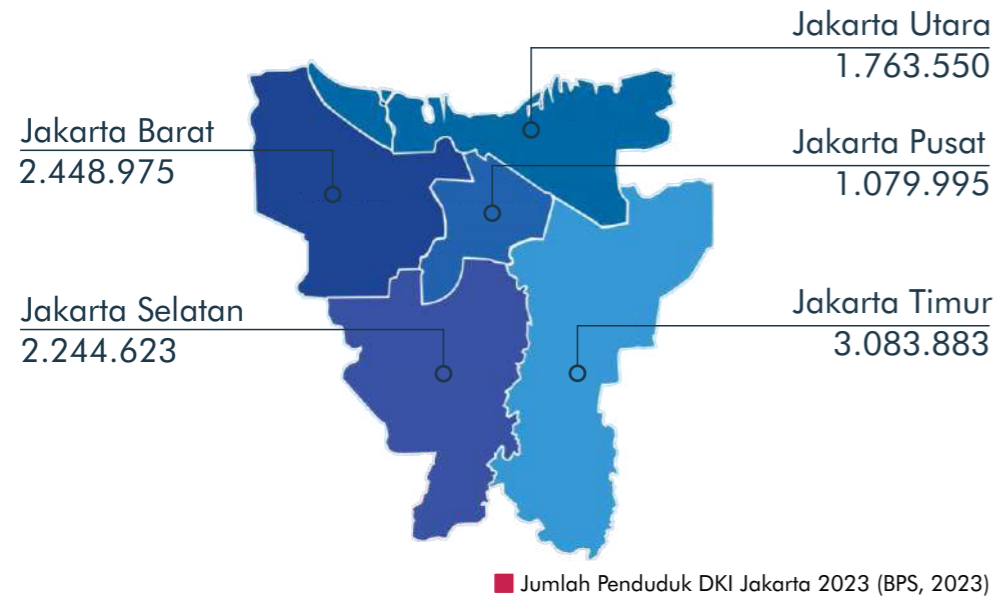 Jakarta Utara
1.763.550
Jakarta Barat
2.448.975
Jakarta Pusat
1.079.995
Jakarta Selatan
2.244.623
Jakarta Timur
3.083.883
Jumlah Penduduk DKI Jakarta 2023 (BPS, 2023)